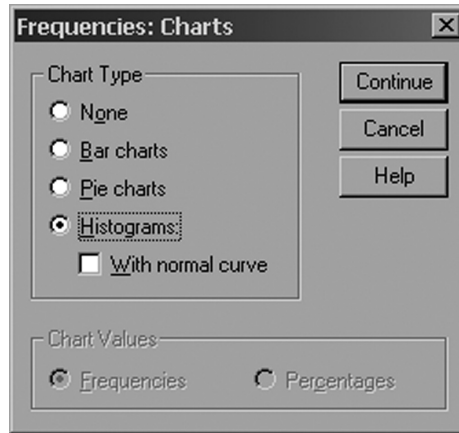 Frequencies: Charts
Chart Type
None
Bar charts
Pie charts
Histograms:
With normal curve
Continue
Cancel
Help
Chart Values
Frequencies
Percentages